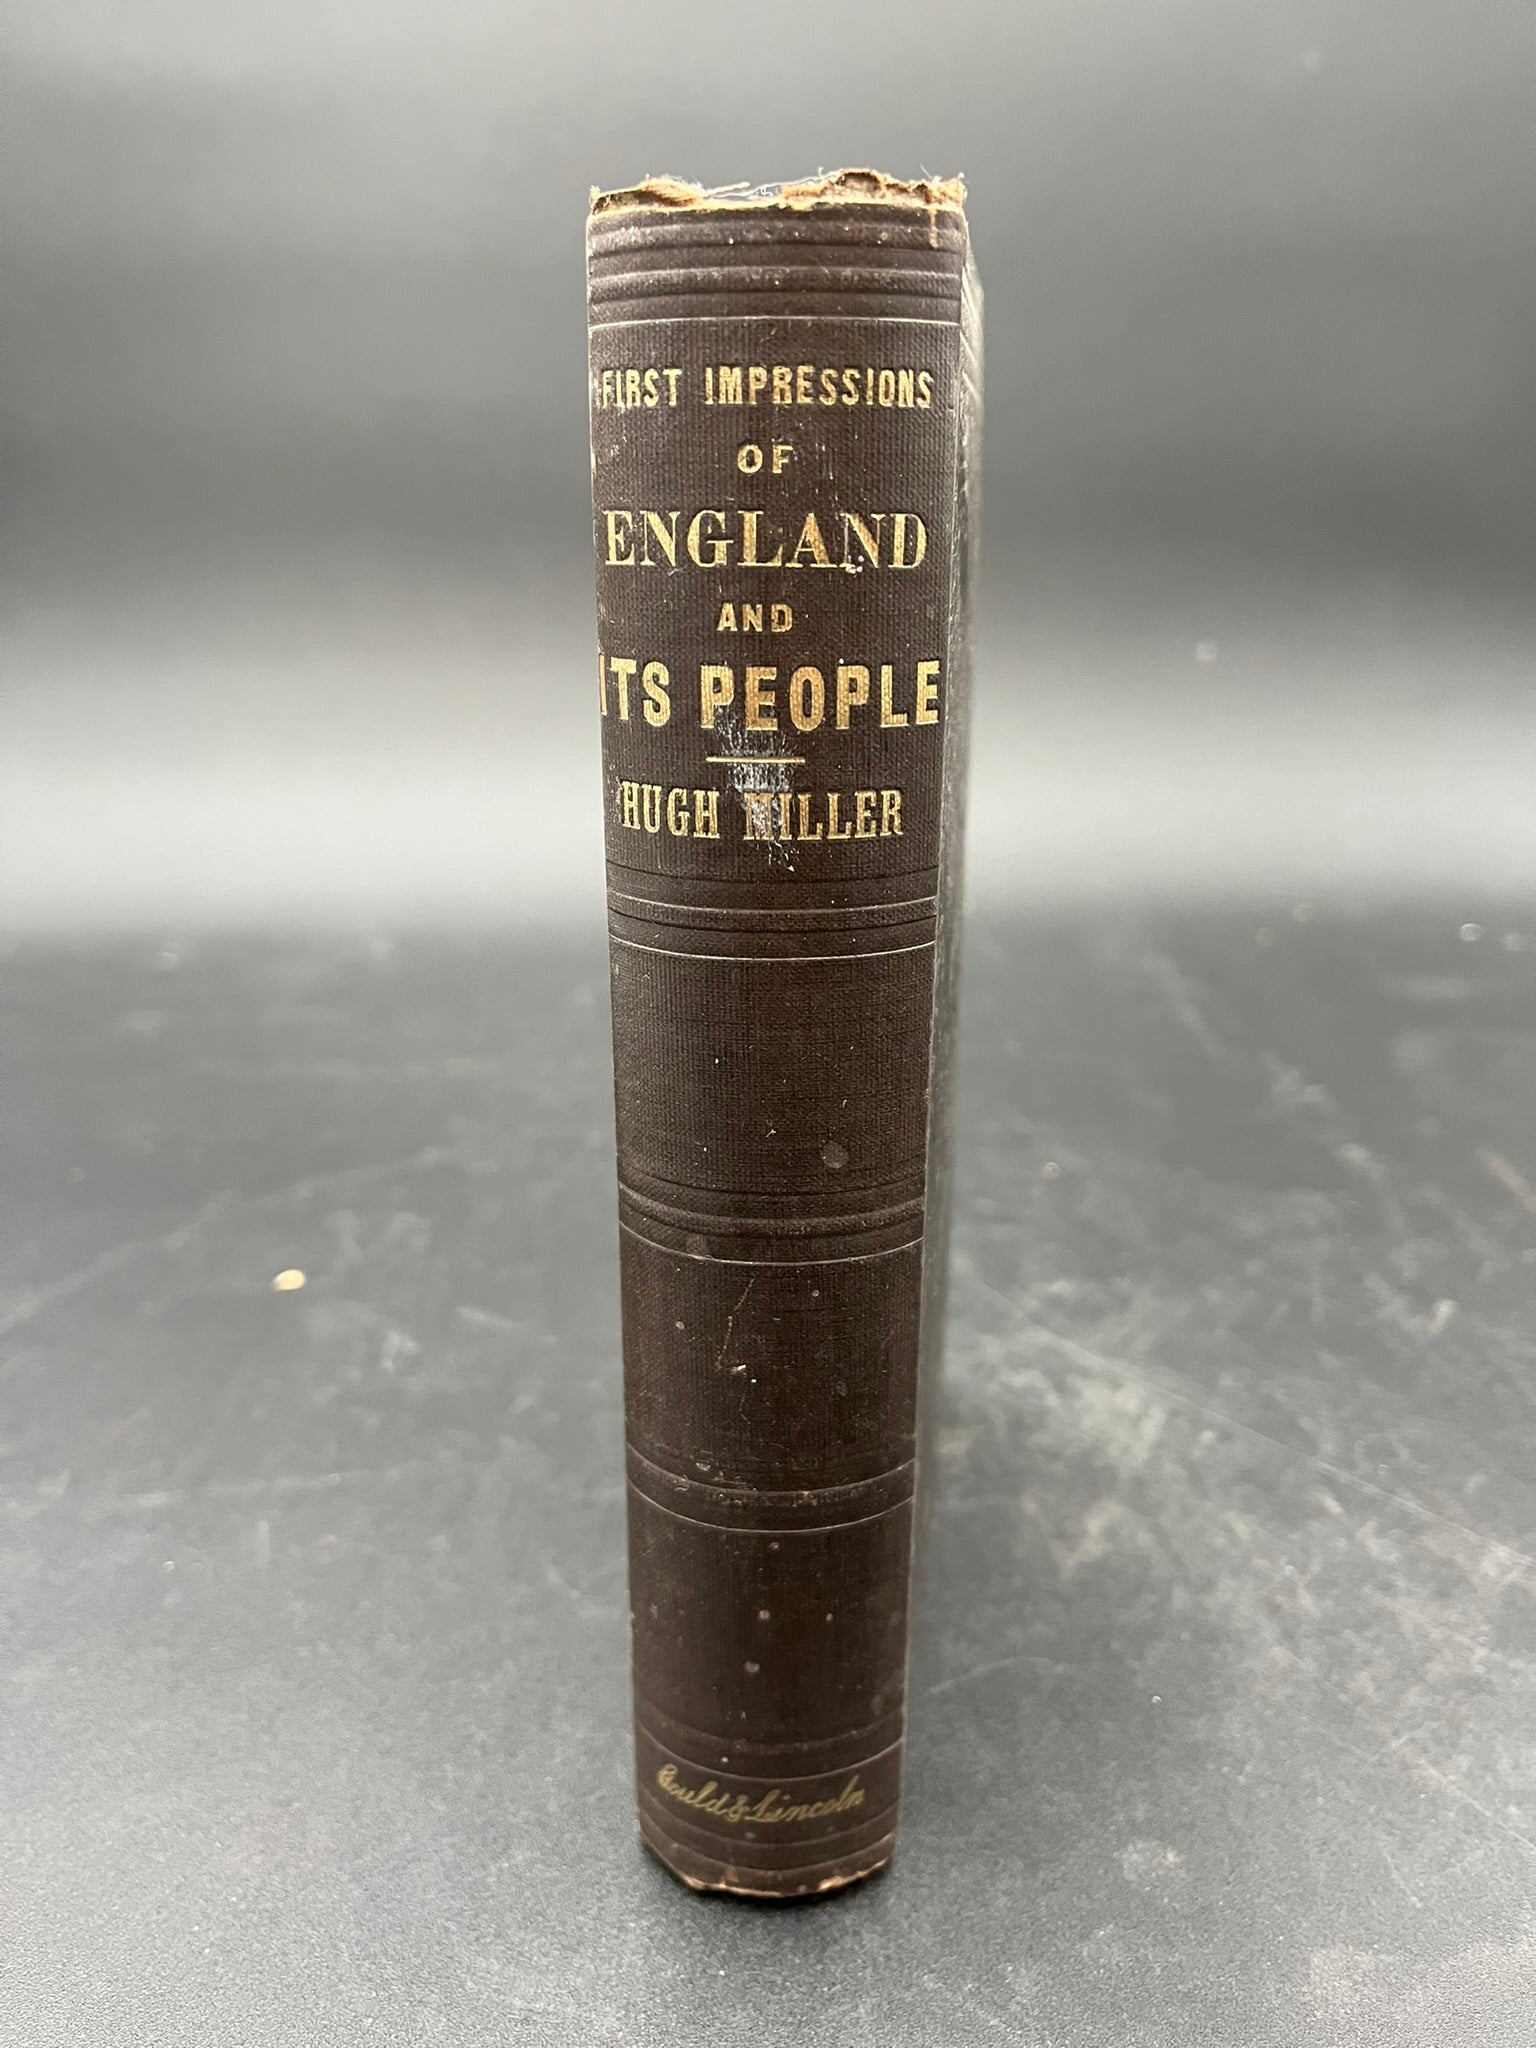 FIRST IMPRESSIONS
OF
ENGLAND
AND
ITS PEOPLE
HUGH MILLER
Gould & Lincoln